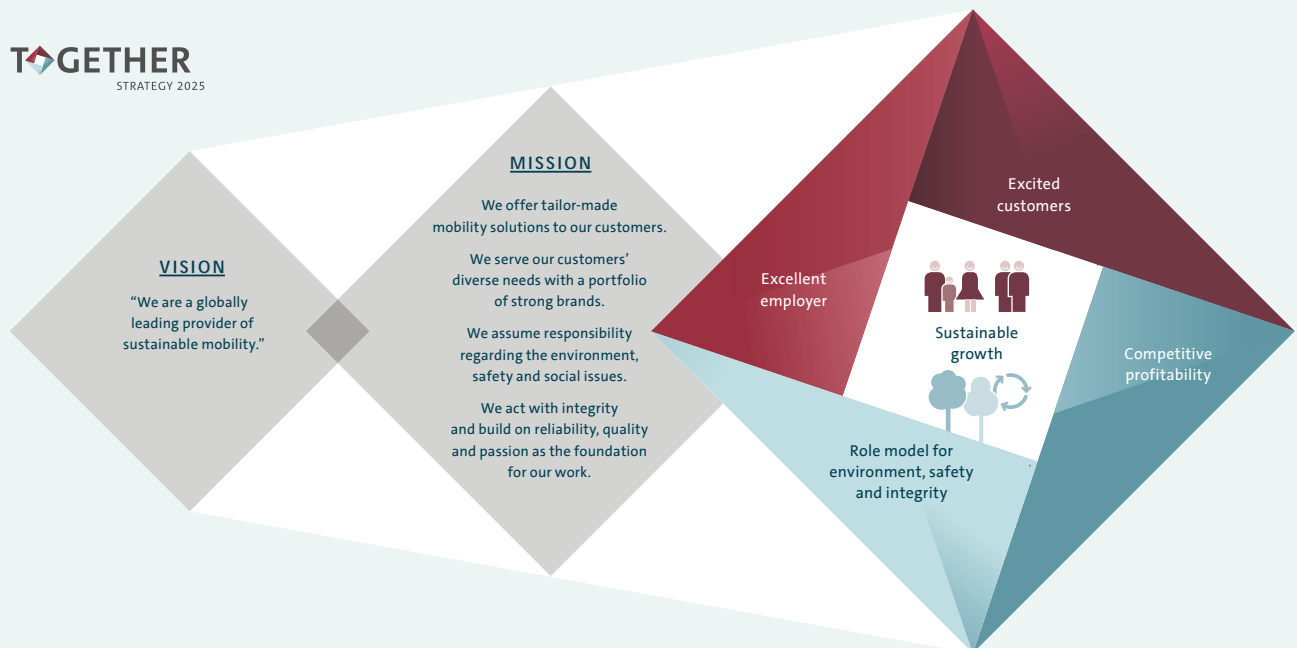 TOGETHER
STRATEGY 2025
VISION
“We are a globally
leading provider of
sustainable mobility.”
MISSION
We offer tailor-made
mobility solutions to our customers.
We serve our customers’
diverse needs with a portfolio
of strong brands.
We assume responsibility
regarding the environment,
safety and social issues.
We act with integrity
and build on reliability, quality
and passion as the foundation
for our work.
Excited
customers
Excellent
employer
Sustainable
growth
Competitive
profitability
Role model for
environment, safety
and integrity